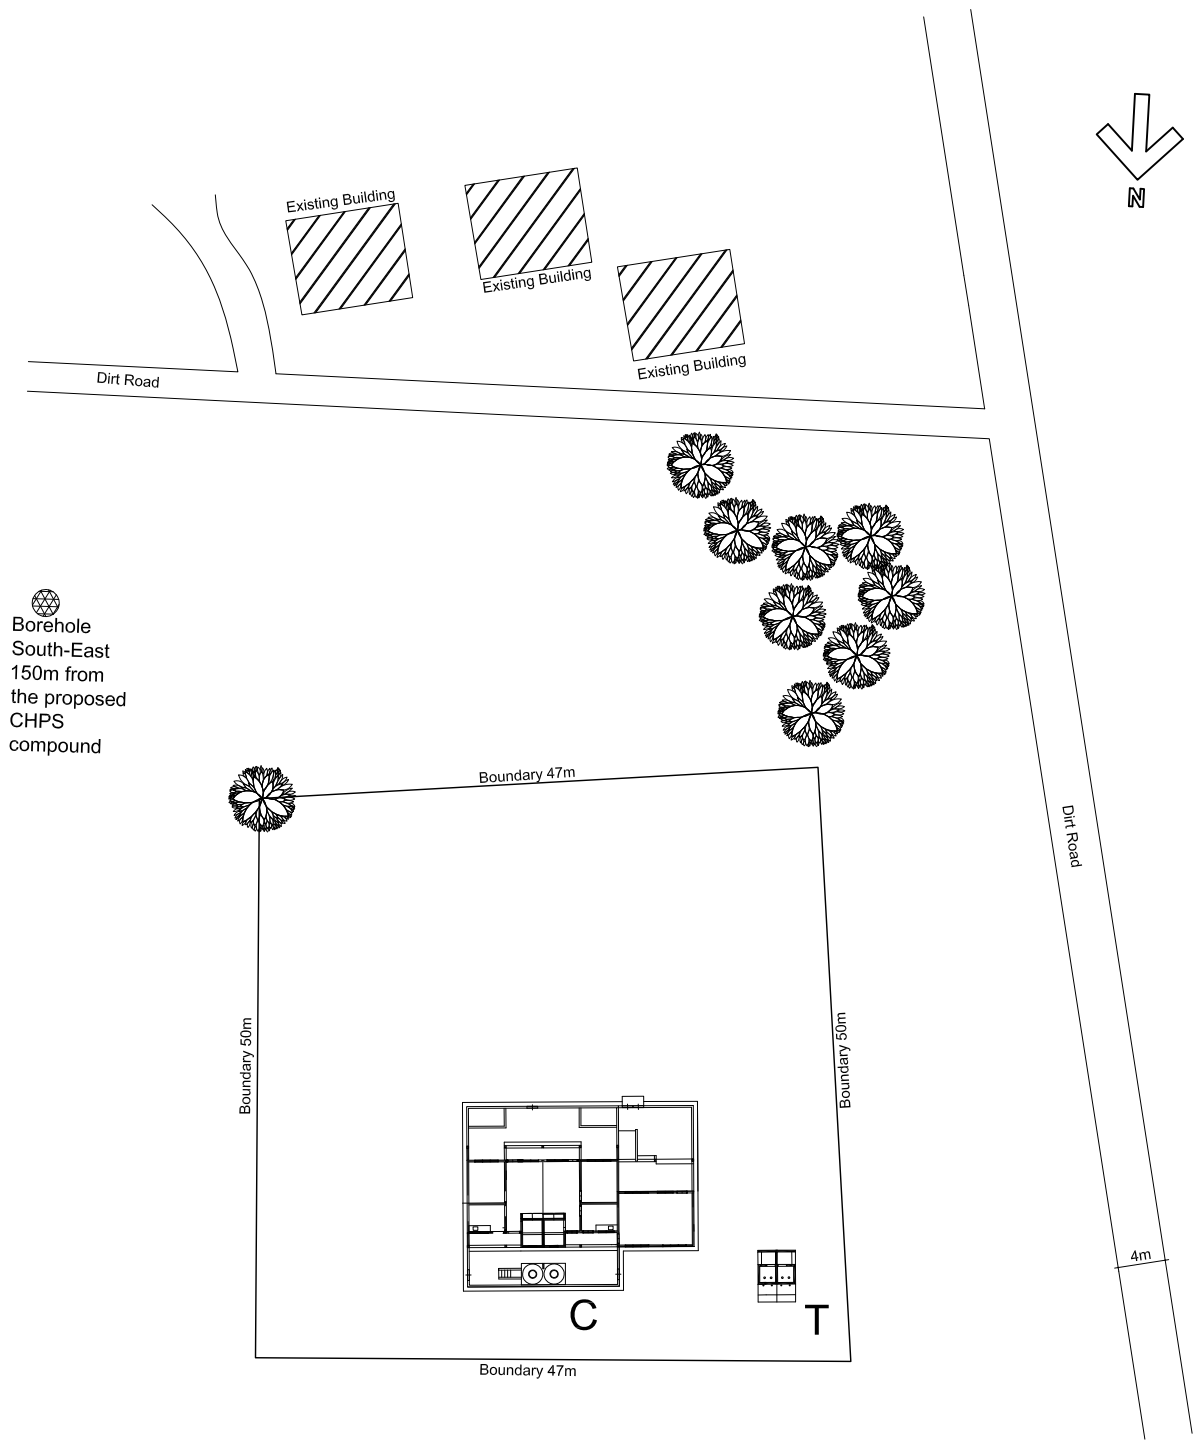 N
Existing Building
Existing Building
Existing Building
Dirt Road
Borehole
South-East
150m from
the proposed
CHPS
compound
Boundary 47m
Dirt Road
Boundary 50m
Boundary 50m
4m
C
T
Boundary 47m